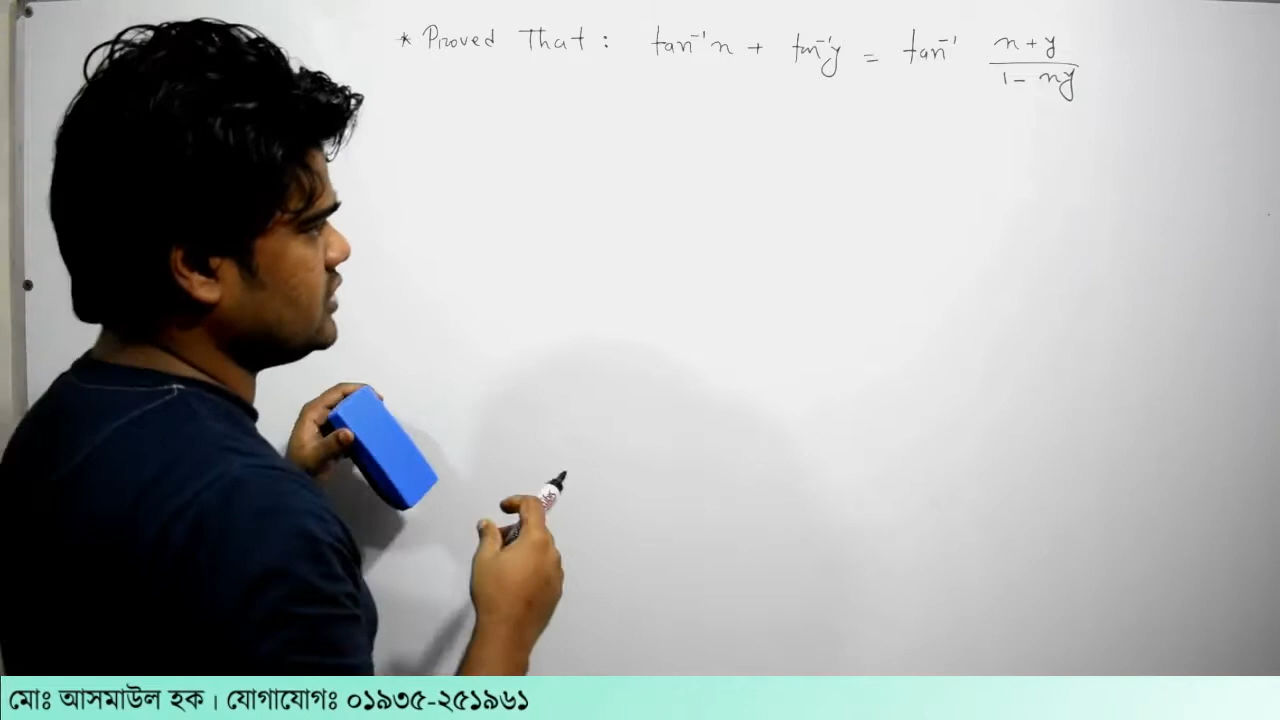 * Proved That : tan⁻¹x + tan⁻¹y = tan⁻¹ x + y / 1 - xy
মোঃ আসমাউল হক। যোগাযোগঃ ০১৯৩৫-২৫১৯৬১